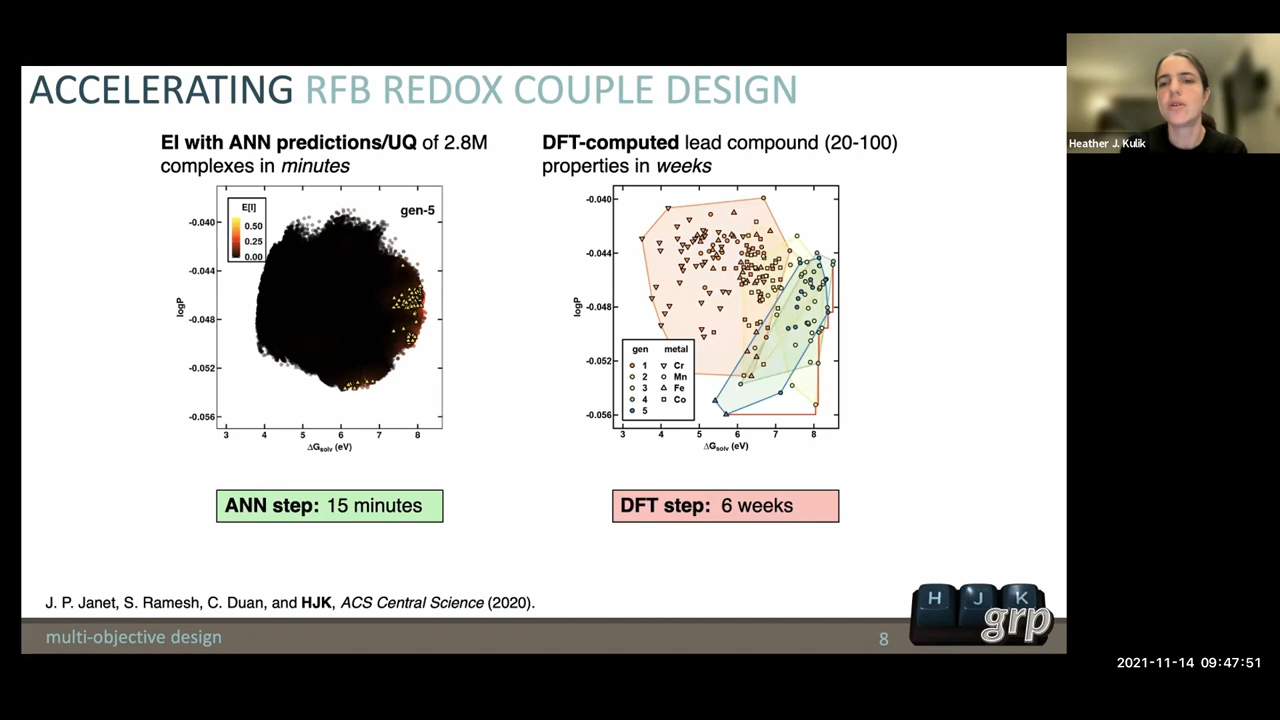 ACCELERATING RFB REDOX COUPLE DESIGN
EI with ANN predictions/UQ of 2.8M
complexes in minutes
E[I]
0.50
0.25
0.00
gen-5
-0.040
-0.044
-0.048
-0.052
-0.056
logP
3 4 5 6 7 8
ΔGsolv (eV)
ANN step: 15 minutes
DFT-computed lead compound (20-100)
properties in weeks
-0.040
-0.044
-0.048
-0.052
-0.056
logP
gen metal
1 Cr
2 Mn
3 Fe
4 Co
5
3 4 5 6 7 8
ΔGsolv (eV)
DFT step: 6 weeks
J. P. Janet, S. Ramesh, C. Duan, and HJK, ACS Central Science (2020).
multi-objective design
8
H J K
grp
Heather J. Kulik
2021-11-14 09:47:51